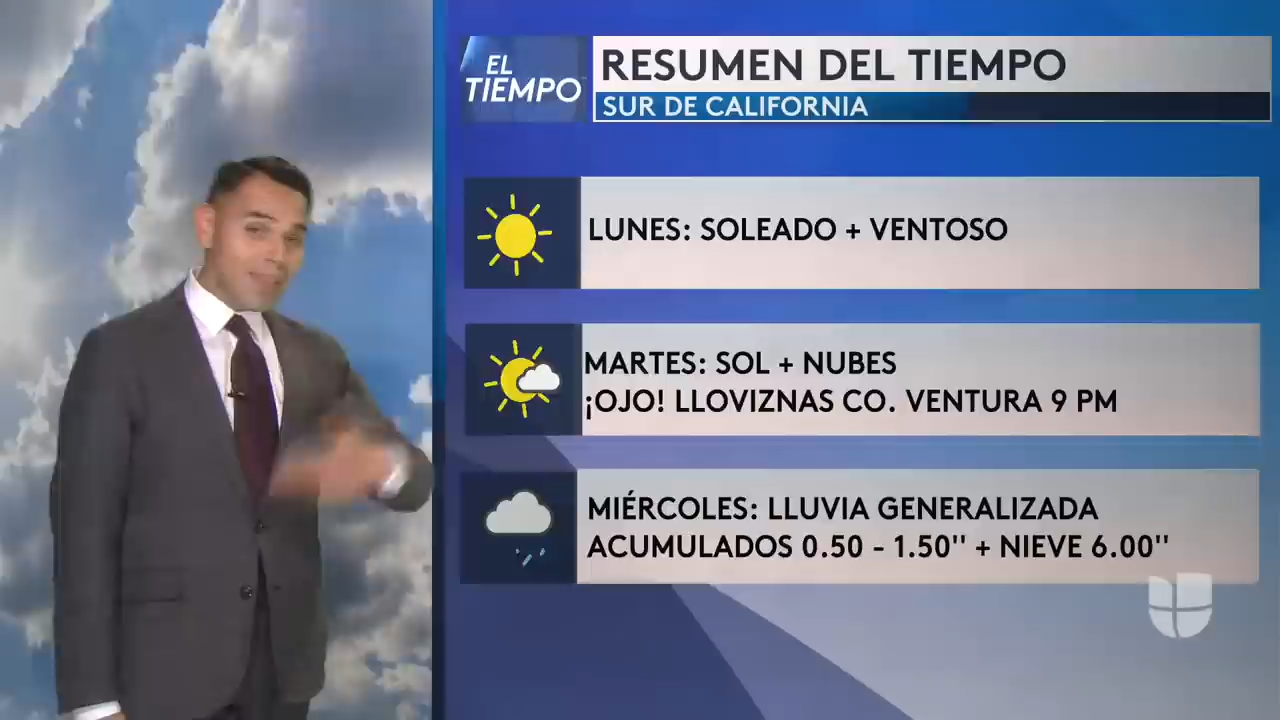 EL
TIEMPO
RESUMEN DEL TIEMPO
SUR DE CALIFORNIA
LUNES: SOLEADO + VENTOSO
MARTES: SOL + NUBES
¡OJO! LLOVIZNAS CO. VENTURA 9 PM
MIÉRCOLES: LLUVIA GENERALIZADA
ACUMULADOS 0.50 - 1.50'' + NIEVE 6.00''